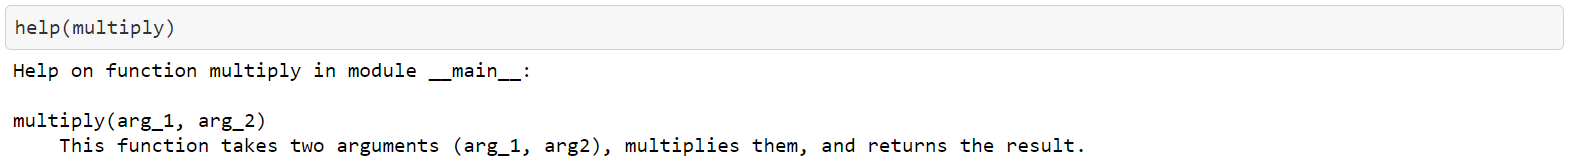 help(multiply)
Help on function multiply in module __main__:
multiply(arg_1, arg_2)
This function takes two arguments (arg_1, arg2), multiplies them, and returns the result.